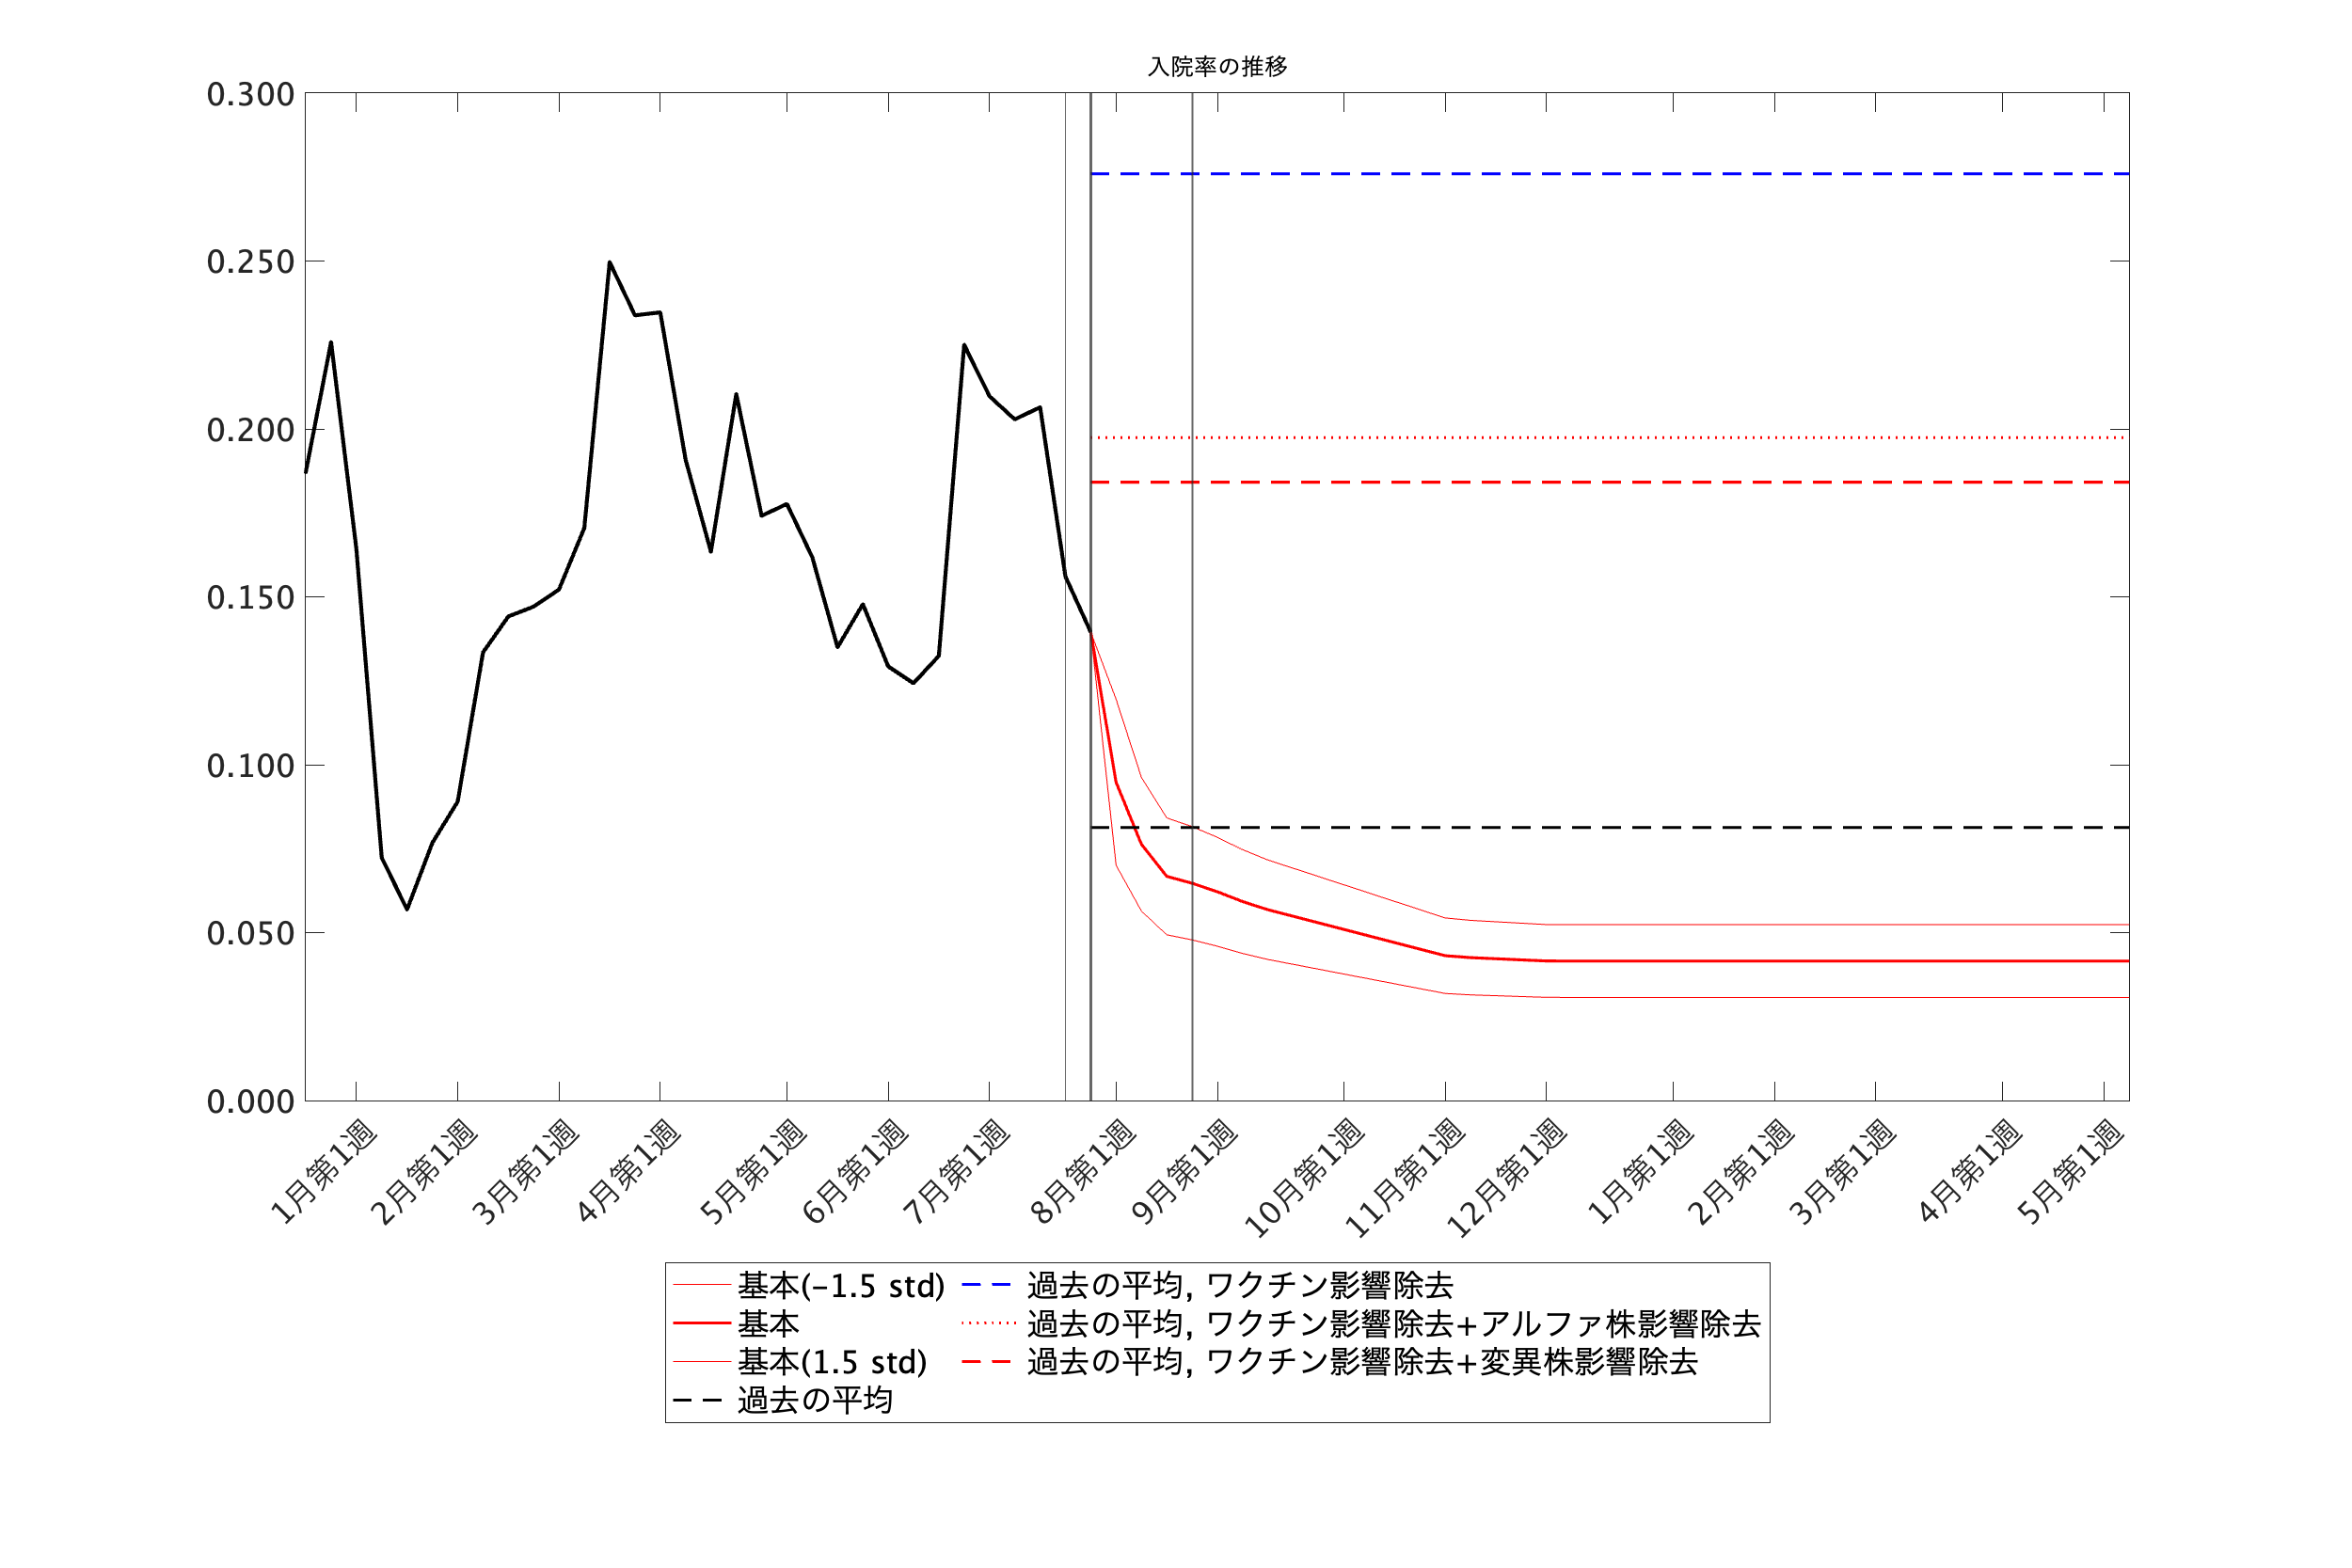 入院率の推移
0.300
0.250
0.200
0.150
0.100
0.050
0.000
1月第1週
2月第1週
3月第1週
4月第1週
5月第1週
6月第1週
7月第1週
8月第1週
9月第1週
10月第1週
11月第1週
12月第1週
1月第1週
2月第1週
3月第1週
4月第1週
5月第1週
基本(-1.5 std)
基本
基本(1.5 std)
過去の平均
過去の平均, ワクチン影響除去
過去の平均, ワクチン影響除去+アルファ株影響除去
過去の平均, ワクチン影響除去+変異株影響除去